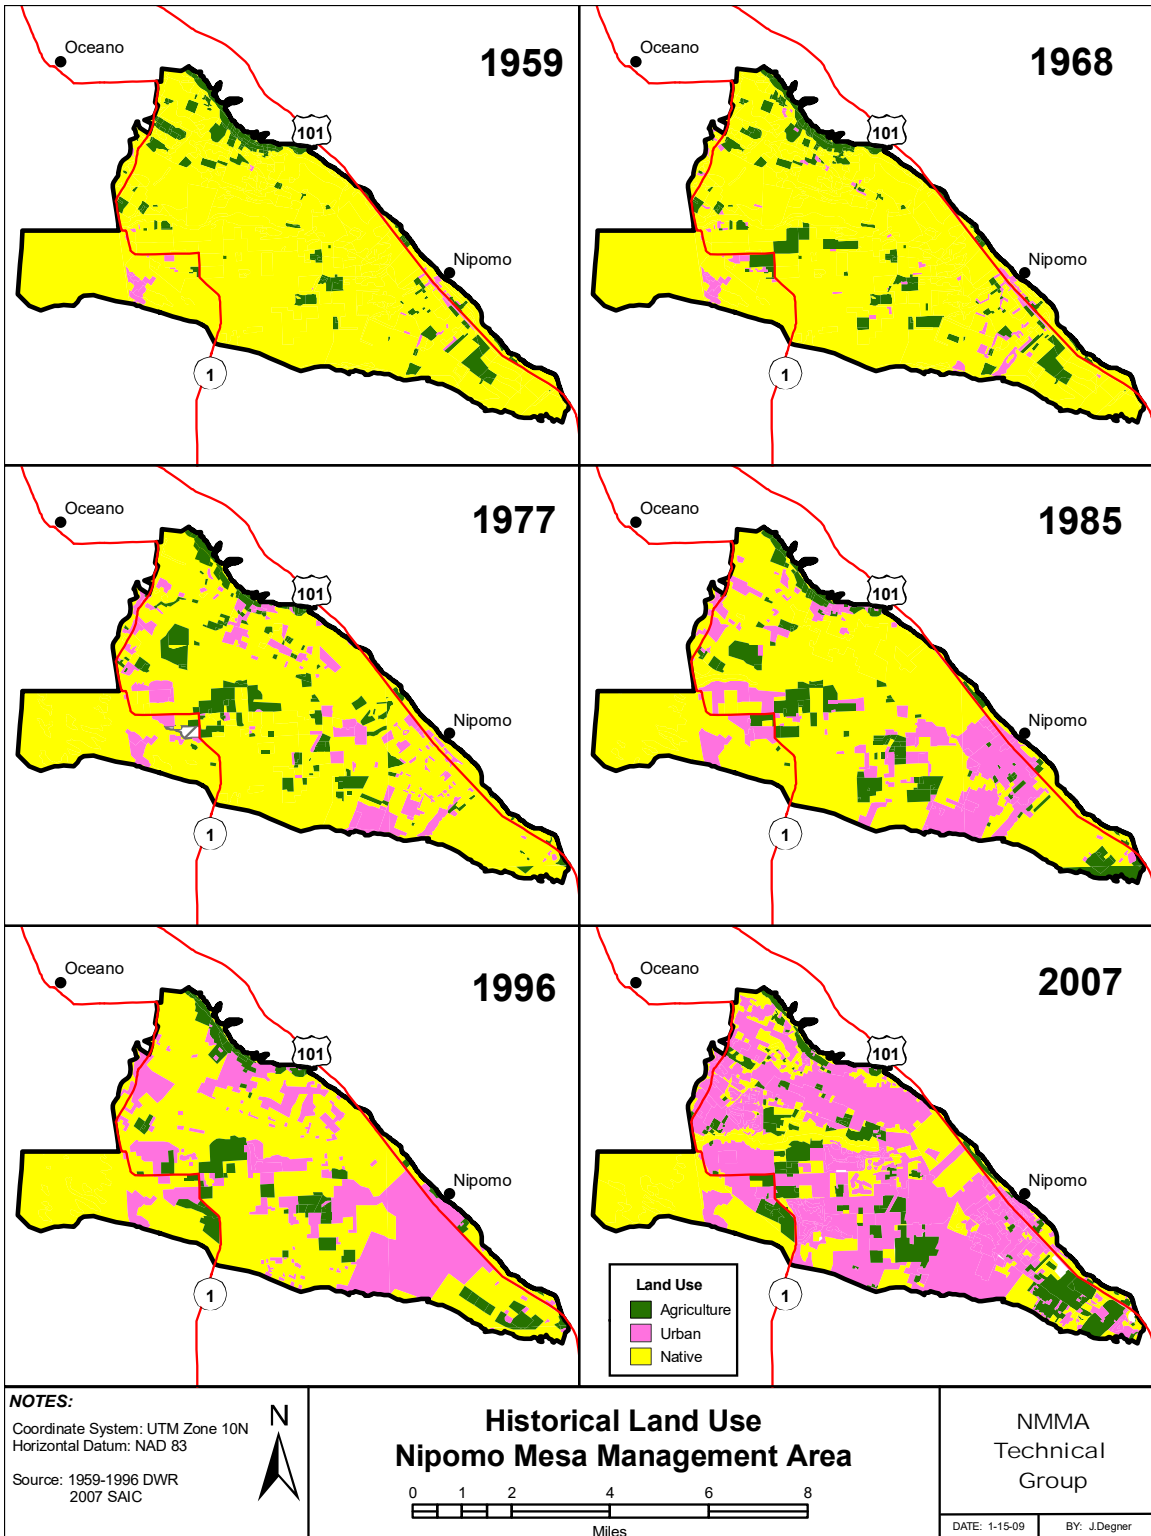 Oceano
1959
101
Nipomo
1
Oceano
1968
101
Nipomo
1
Oceano
1977
101
Nipomo
1
Oceano
1985
101
Nipomo
1
Oceano
1996
101
Nipomo
1
Oceano
2007
101
Nipomo
1
Land Use
Agriculture
Urban
Native
NOTES:
Coordinate System: UTM Zone 10N
Horizontal Datum: NAD 83
Source: 1959-1996 DWR
2007 SAIC
N
Historical Land Use
Nipomo Mesa Management Area
0 1 2 4 6 8
Miles
NMMA
Technical
Group
DATE: 1-15-09
BY: J.Degner